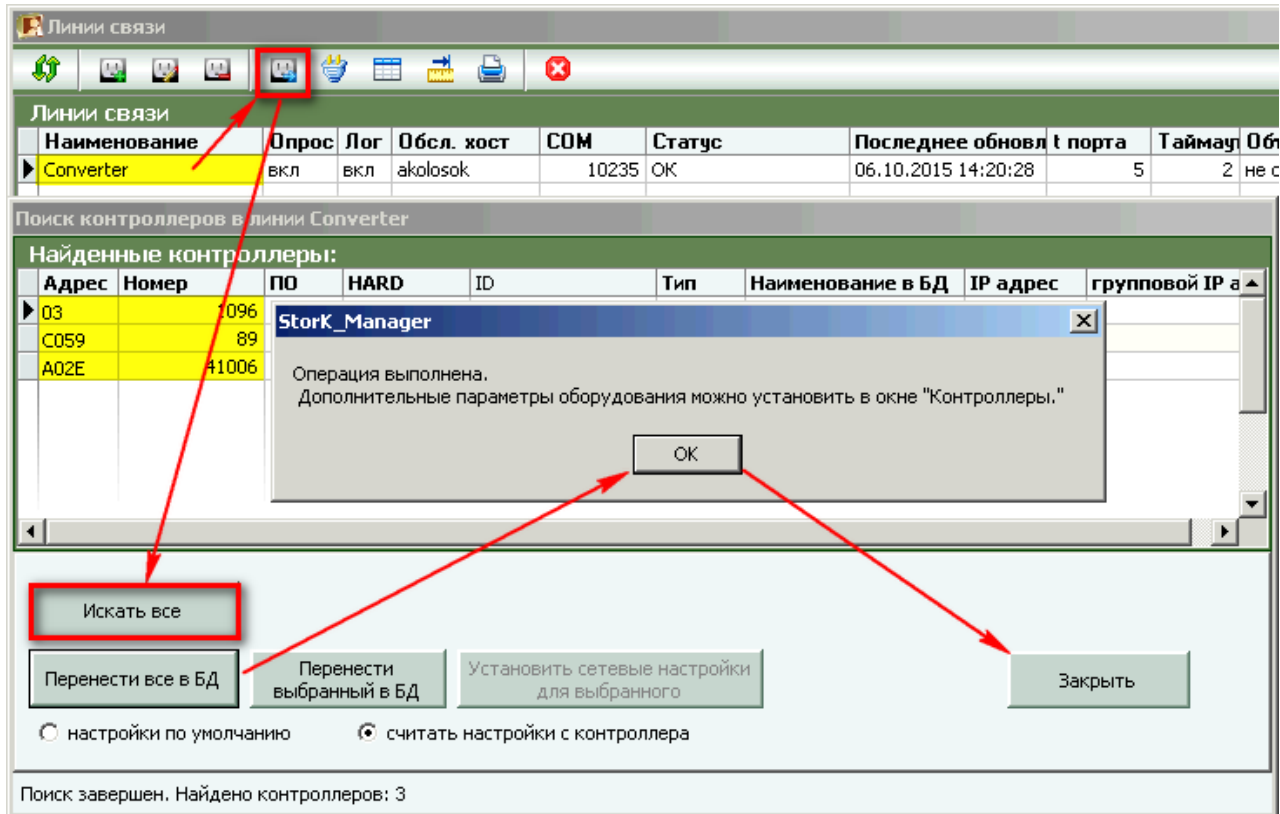 Линии связи
Линии связи
Наименование Опрос Лог Обсл. хост COM Статус Последнее обновл t порта Таймаут
Converter вкл вкл akolosok 10235 OK 06.10.2015 14:20:28 5 2 не с
Поиск контроллеров в линии Converter
Найденные контроллеры:
Адрес Номер ПО HARD ID Тип Наименование в БД IP адрес групповой IP а
03 1096
C059 89
A02E 41006
StorK_Manager
Операция выполнена.
Дополнительные параметры оборудования можно установить в окне "Контроллеры."
OK
Искать все
Перенести все в БД
Перенести
выбранный в БД
Установить сетевые настройки
для выбранного
Закрыть
настройки по умолчанию
считать настройки с контроллера
Поиск завершен. Найдено контроллеров: 3